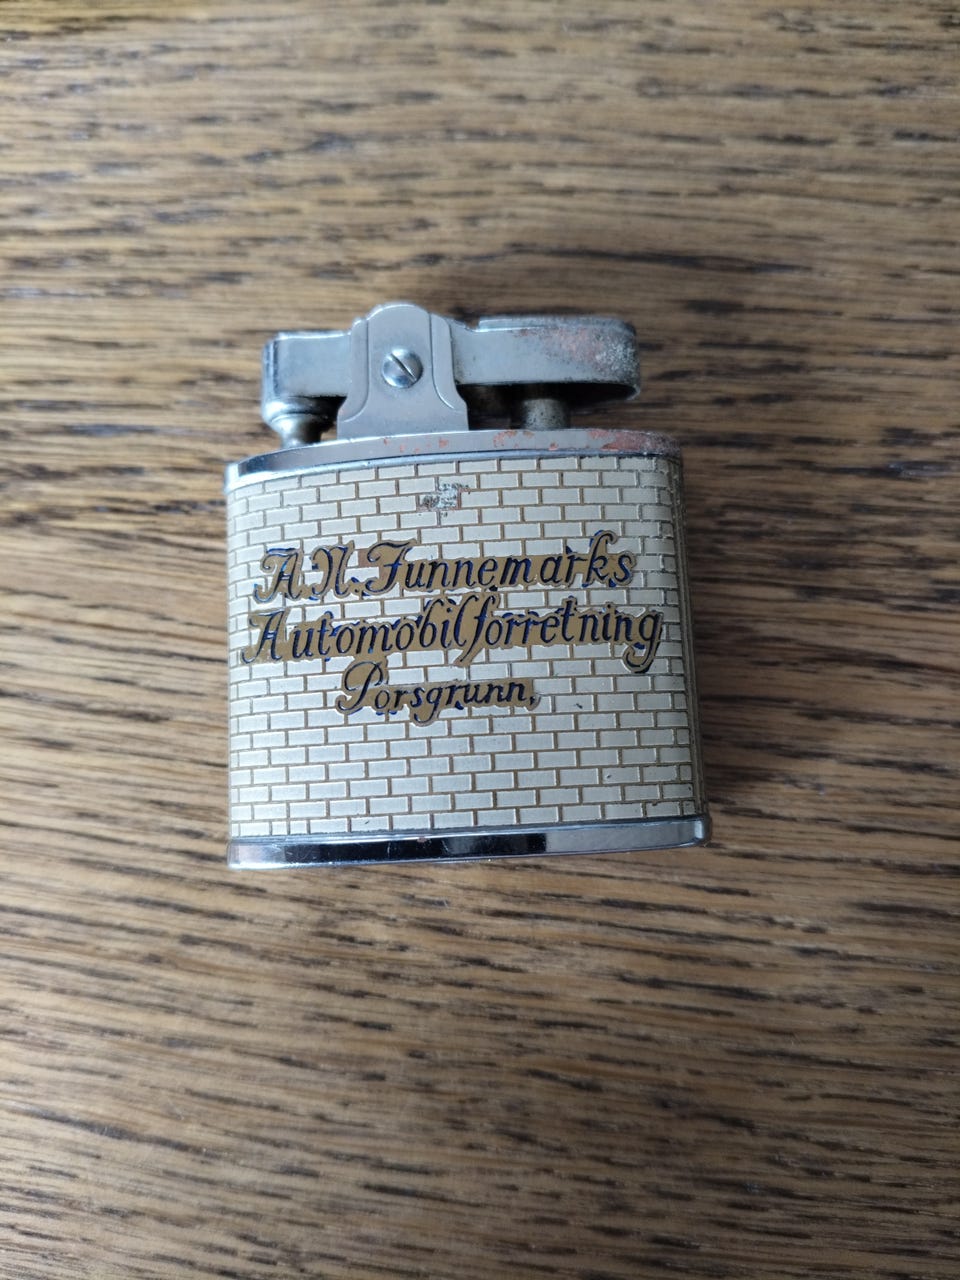 A.N. Funnemarks
Automobilforretning
Porsgrunn,